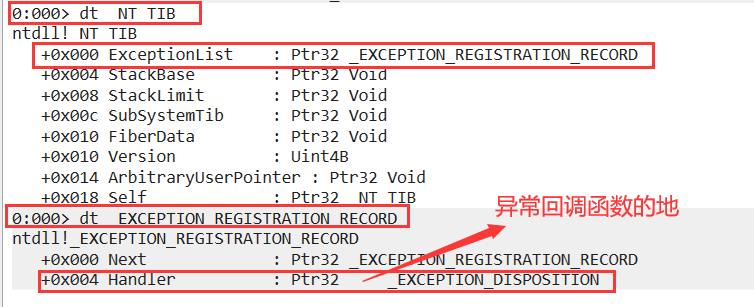 0:000> dt _NT_TIB
ntdll!_NT_TIB
+0x000 ExceptionList : Ptr32 _EXCEPTION_REGISTRATION_RECORD
+0x004 StackBase : Ptr32 Void
+0x008 StackLimit : Ptr32 Void
+0x00c SubSystemTib : Ptr32 Void
+0x010 FiberData : Ptr32 Void
+0x010 Version : Uint4B
+0x014 ArbitraryUserPointer : Ptr32 Void
+0x018 Self : Ptr32 _NT_TIB
0:000> dt _EXCEPTION_REGISTRATION_RECORD
异常回调函数的地
ntdll!_EXCEPTION_REGISTRATION_RECORD
+0x000 Next : Ptr32 _EXCEPTION_REGISTRATION_RECORD
+0x004 Handler : Ptr32 _EXCEPTION_DISPOSITION